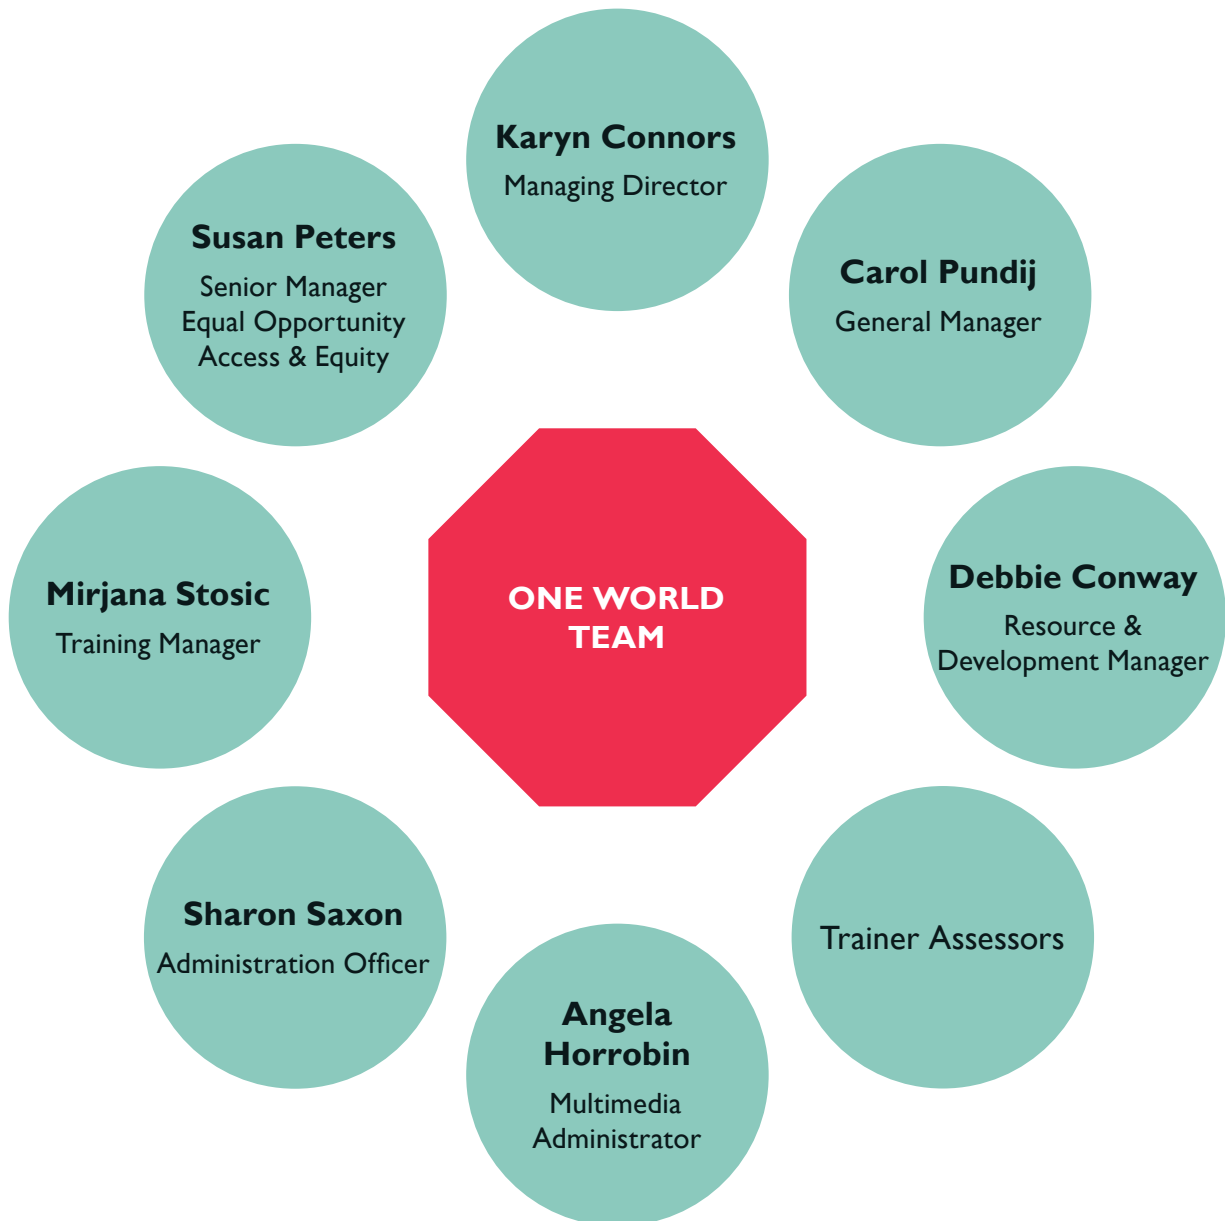 Karyn Connors
Managing Director
Carol Pundij
General Manager
Debbie Conway
Resource &
Development Manager
Trainer Assessors
Angela
Horrobin
Multimedia
Administrator
Sharon Saxon
Administration Officer
Mirjana Stosic
Training Manager
Susan Peters
Senior Manager
Equal Opportunity
Access & Equity
ONE WORLD
TEAM